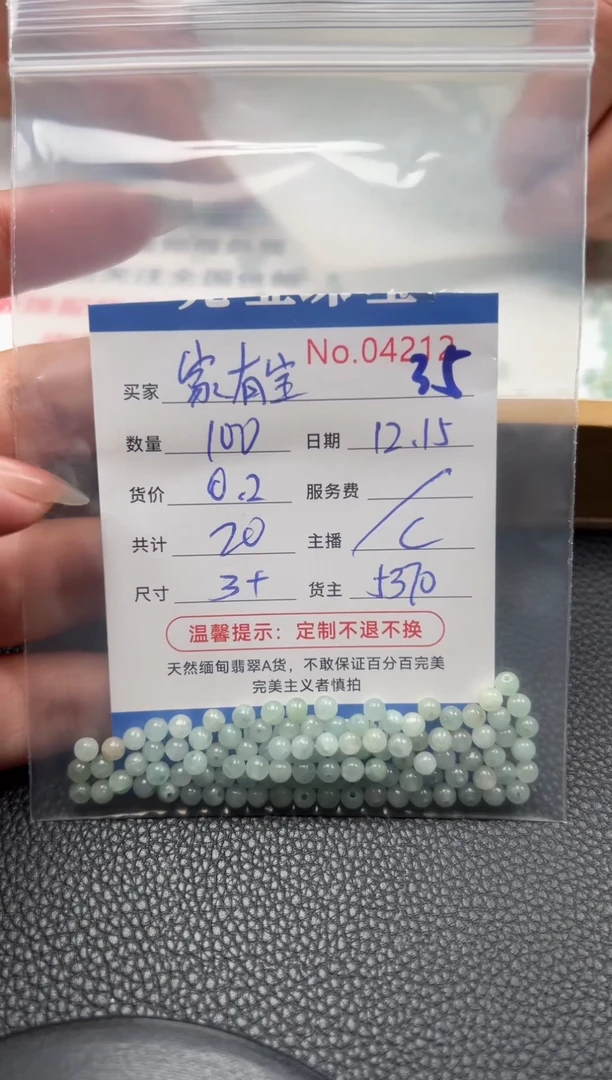 No.04212
35
买家 家有宝
数量 100 日期 12.15
货价 0.2 服务费
共计 20 主播 C
尺寸 3+ 货主 5370
温馨提示：定制不退不换
天然缅甸翡翠A货，不敢保证百分百完美
完美主义者慎拍